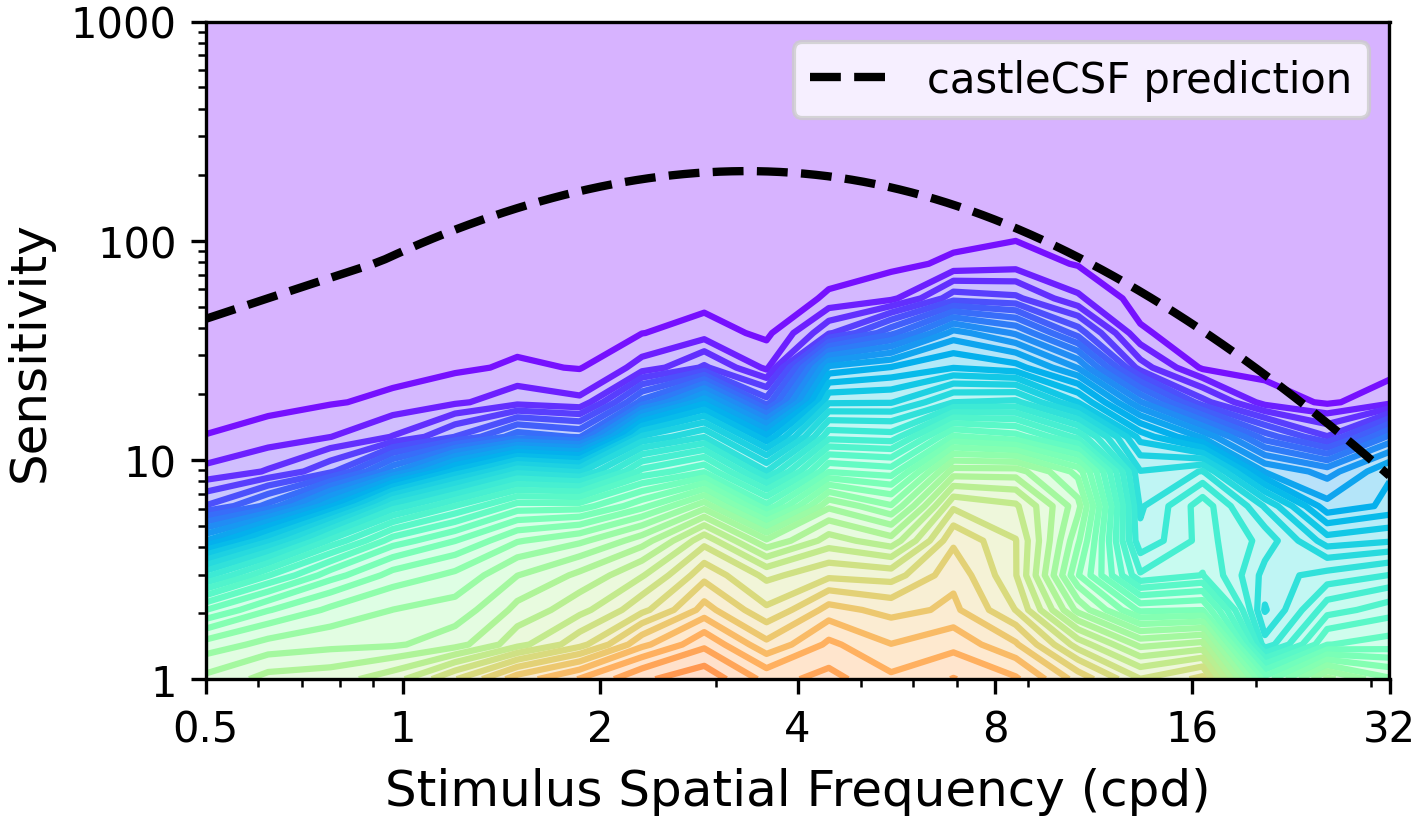 1000
100
10
1
Sensitivity
castleCSF prediction
0.5 1 2 4 8 16 32
Stimulus Spatial Frequency (cpd)